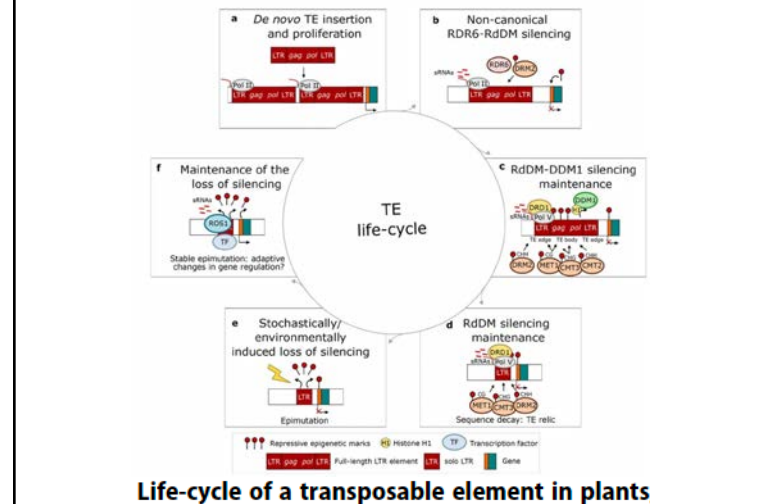 a De novo TE insertion
and proliferation
LTR gag pol LTR
Pol II Pol II
LTR gag pol LTR LTR gag pol LTR
b Non-canonical
RDR6-RdDM silencing
sRNAs RDR6 DRM2
Pol II
LTR gag pol LTR
c RdDM-DDM1 silencing
maintenance
DRD1 DDM1
sRNAs Pol V H1
LTR gag pol LTR
TE edge TE body TE edge
CHH CG CHG CHH
DRM2 MET1 CMT3 CMT2
d RdDM silencing
maintenance
DRD1
sRNAs Pol V
LTR
CG CHG CHH
MET1 CMT3 DRM2
Sequence decay: TE relic
e Stochastically/
environmentally
induced loss of silencing
LTR
Epimutation
f Maintenance of the
loss of silencing
sRNAs
ROS1
TF
Stable epimutation: adaptive
changes in gene regulation?
TE
life-cycle
Repressive epigenetic marks H1 Histone H1 TF Transcription factor
LTR gag pol LTR Full-length LTR element LTR solo LTR Gene
Life-cycle of a transposable element in plants